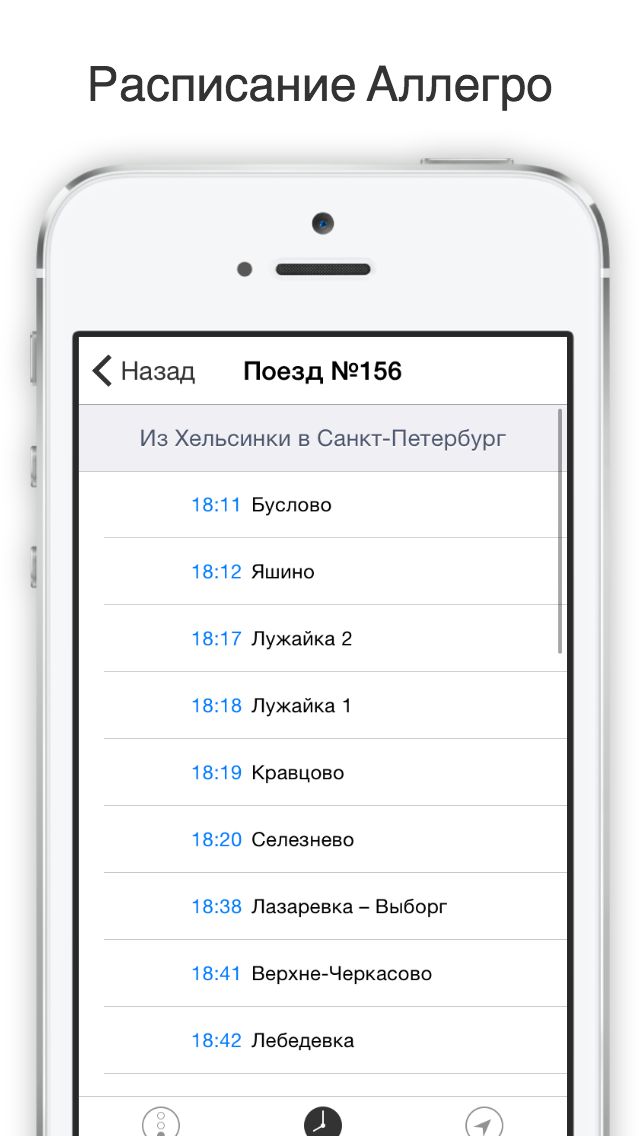 Расписание Аллегро
Назад
Поезд №156
Из Хельсинки в Санкт-Петербург
18:11 Буслово
18:12 Яшино
18:17 Лужайка 2
18:18 Лужайка 1
18:19 Кравцово
18:20 Селезнево
18:38 Лазаревка – Выборг
18:41 Верхне-Черкасово
18:42 Лебедевка